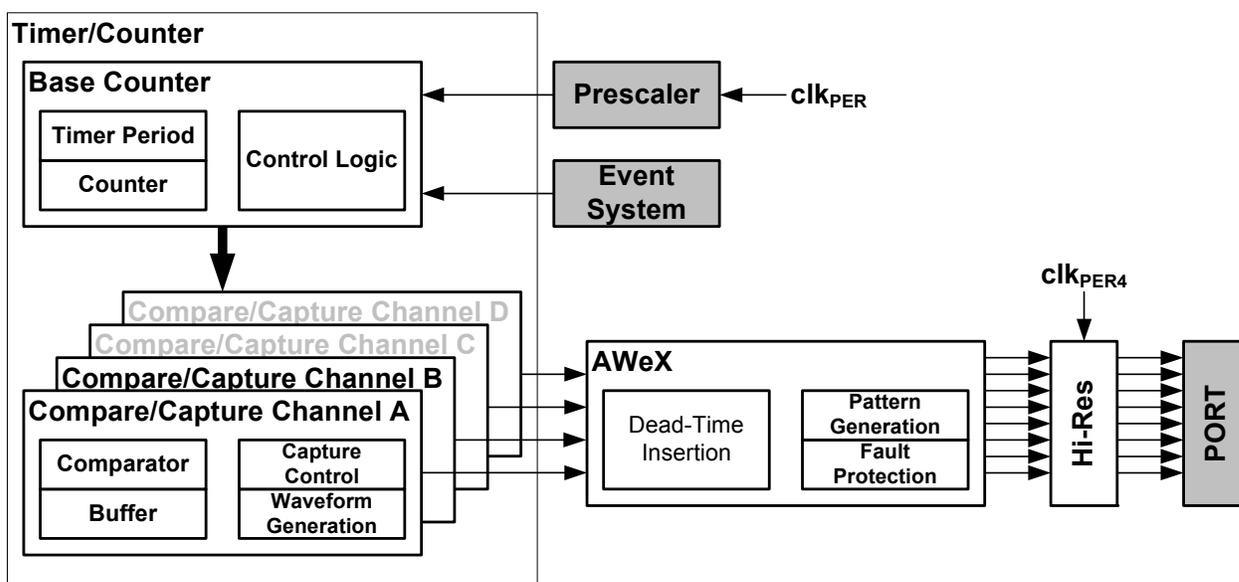 Timer/Counter
Base Counter
Timer Period
Counter
Control Logic
Prescaler
clkPER
Event
System
Compare/Capture Channel D
Compare/Capture Channel C
Compare/Capture Channel B
Compare/Capture Channel A
Comparator
Buffer
Capture
Control
Waveform
Generation
AWeX
Dead-Time
Insertion
Pattern
Generation
Fault
Protection
clkPER4
Hi-Res
PORT